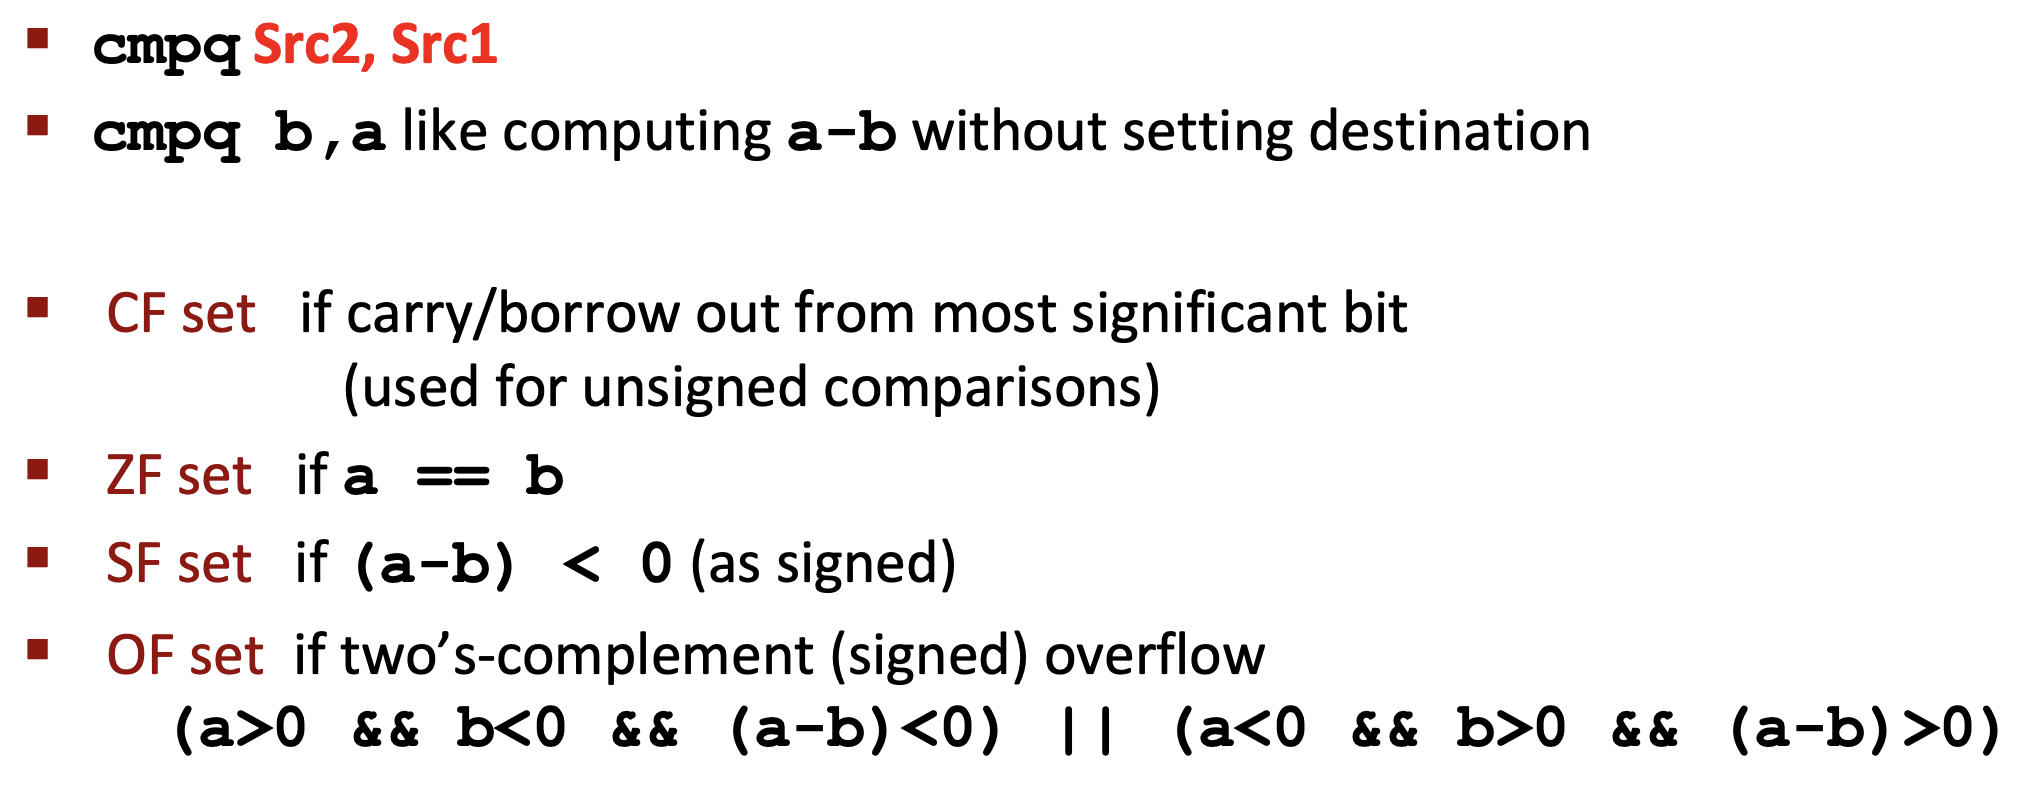 ▪ cmpq Src2, Src1
▪ cmpq b,a like computing a-b without setting destination
▪ CF set if carry/borrow out from most significant bit
(used for unsigned comparisons)
▪ ZF set if a == b
▪ SF set if (a-b) < 0 (as signed)
▪ OF set if two’s-complement (signed) overflow
(a>0 && b<0 && (a-b)<0) || (a<0 && b>0 && (a-b)>0)